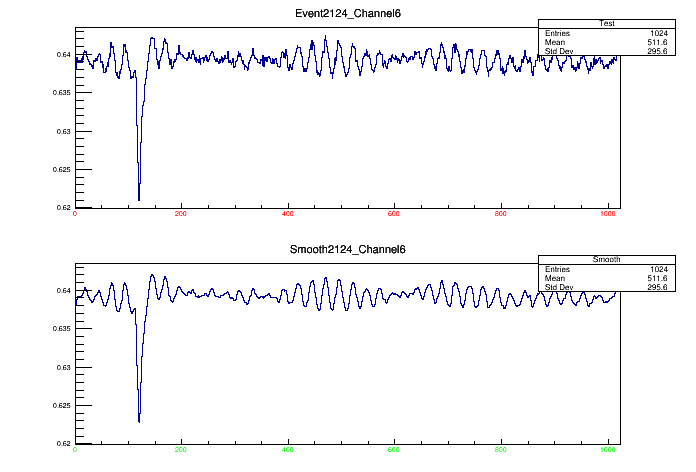 Event2124_Channel6
Test
Entries 1024
Mean 511.6
Std Dev 295.6
0.64
0.635
0.63
0.625
0.62
0 200 400 600 800 1000
Smooth2124_Channel6
Smooth
Entries 1024
Mean 511.6
Std Dev 295.6
0.64
0.635
0.63
0.625
0.62
0 200 400 600 800 1000